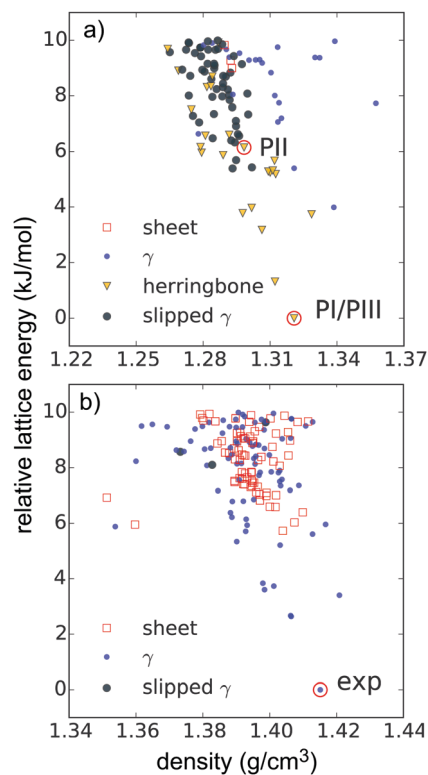 a)
10
8
6
4
2
0
PII
sheet
γ
herringbone
slipped γ
PI/PIII
1.22 1.25 1.28 1.31 1.34 1.37
relative lattice energy (kJ/mol)
b)
10
8
6
4
2
0
sheet
γ
slipped γ
exp
1.34 1.36 1.38 1.40 1.42 1.44
density (g/cm³)